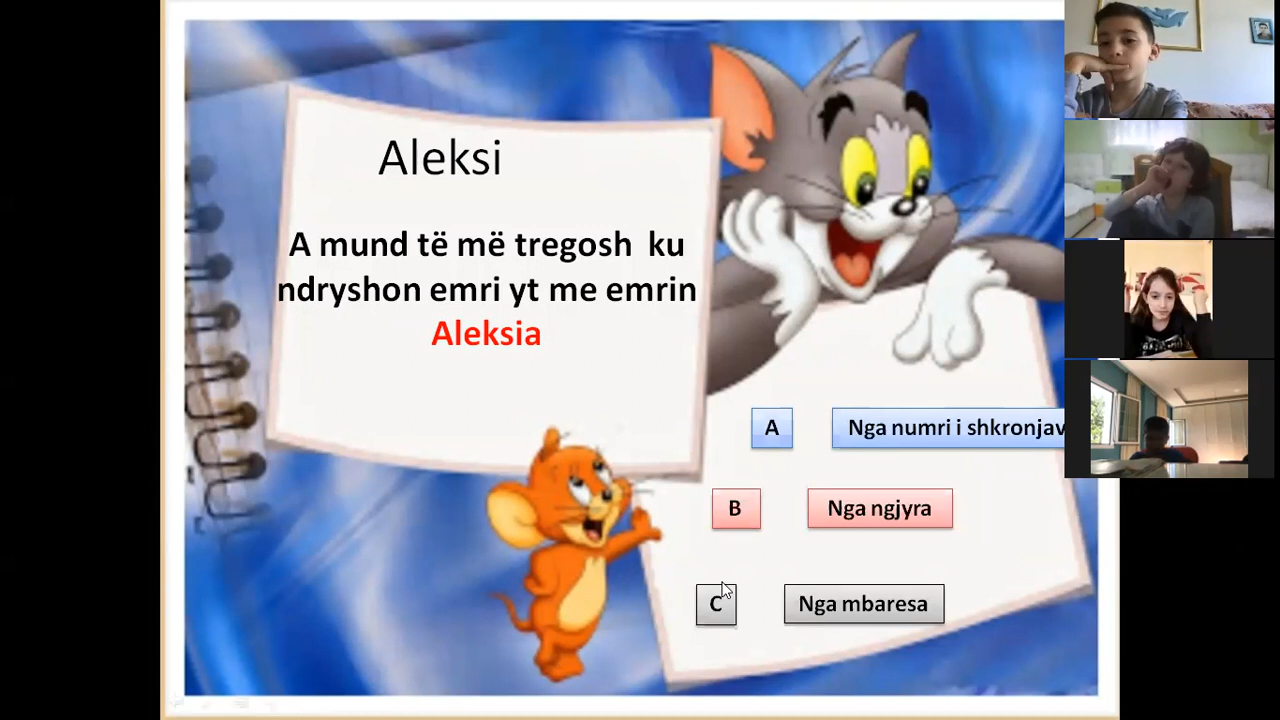 Aleksi
A mund të më tregosh ku
ndryshon emri yt me emrin
Aleksia
A
Nga numri i shkronjav
B
Nga ngjyra
C
Nga mbaresa